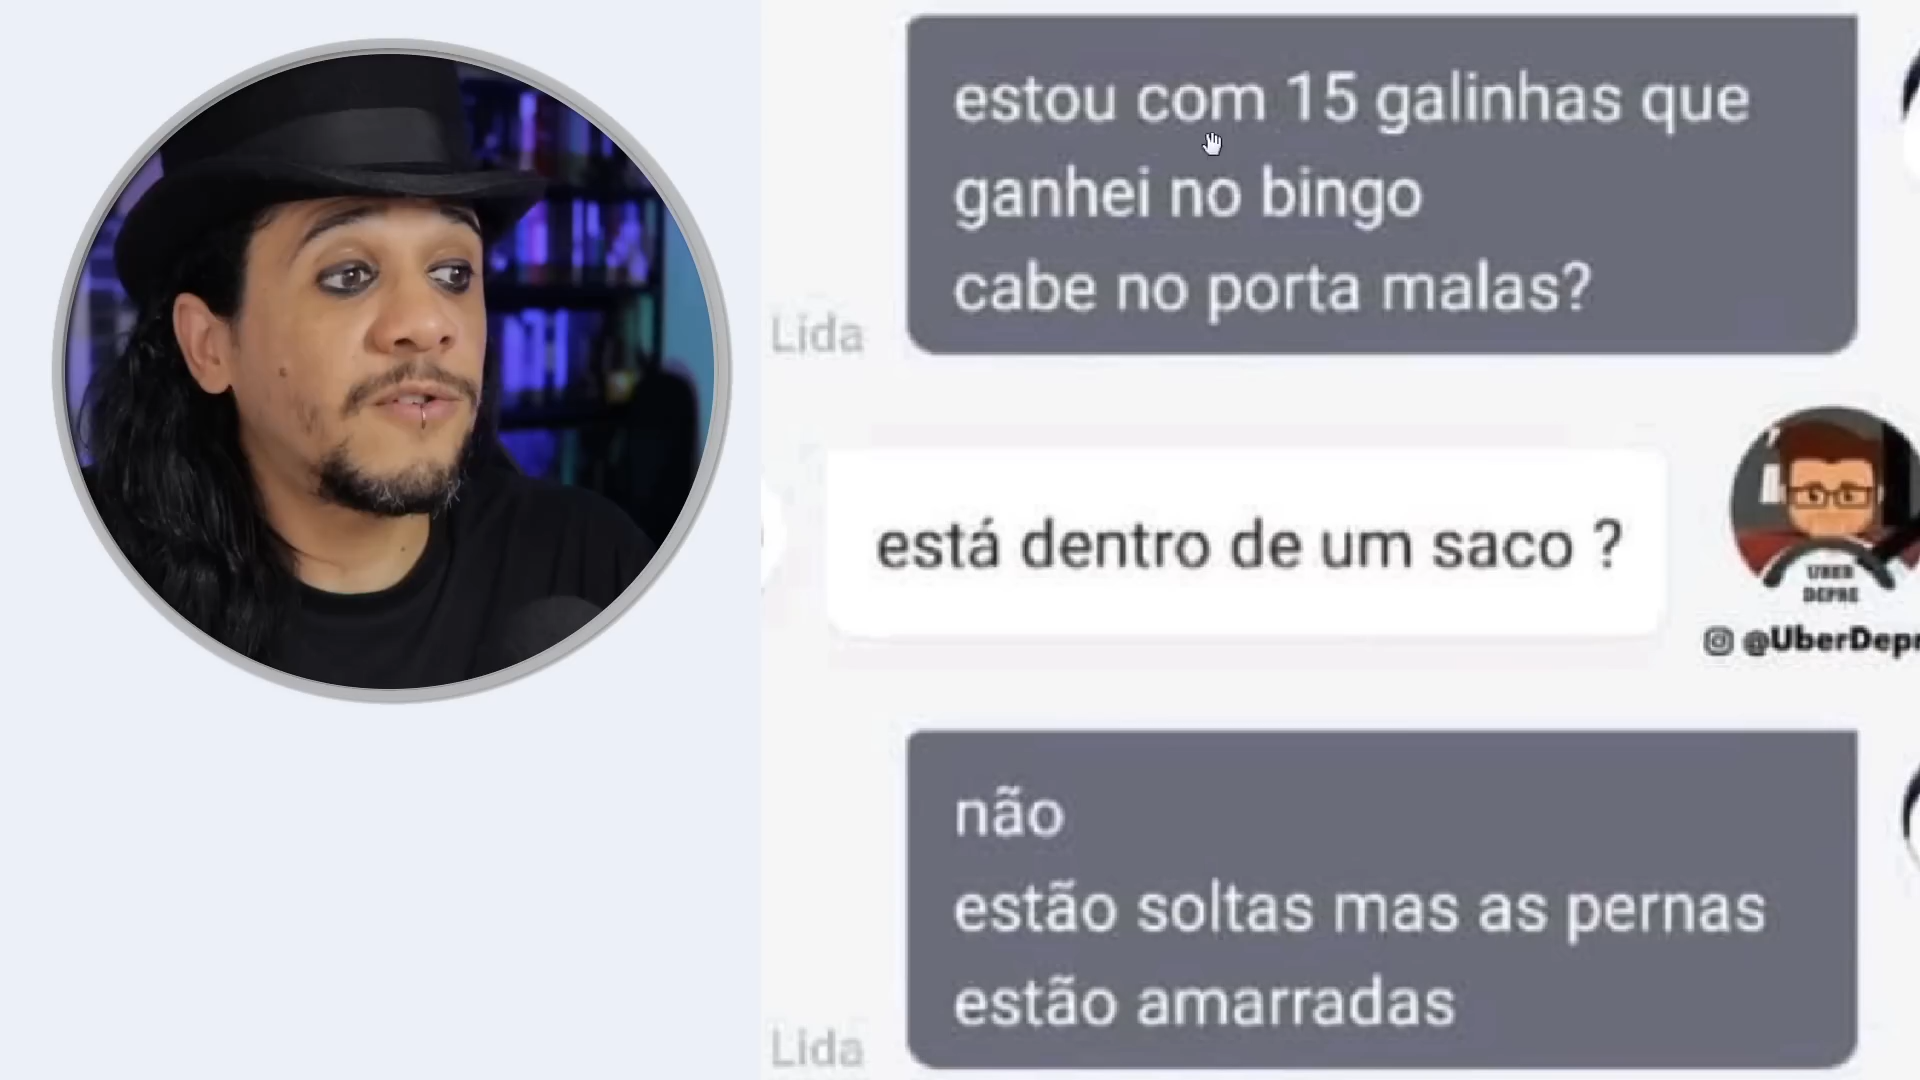 estou com 15 galinhas que
ganhei no bingo
cabe no porta malas?
Lida
está dentro de um saco ?
UBER
DEPRE
@UberDepr
não
estão soltas mas as pernas
estão amarradas
Lida